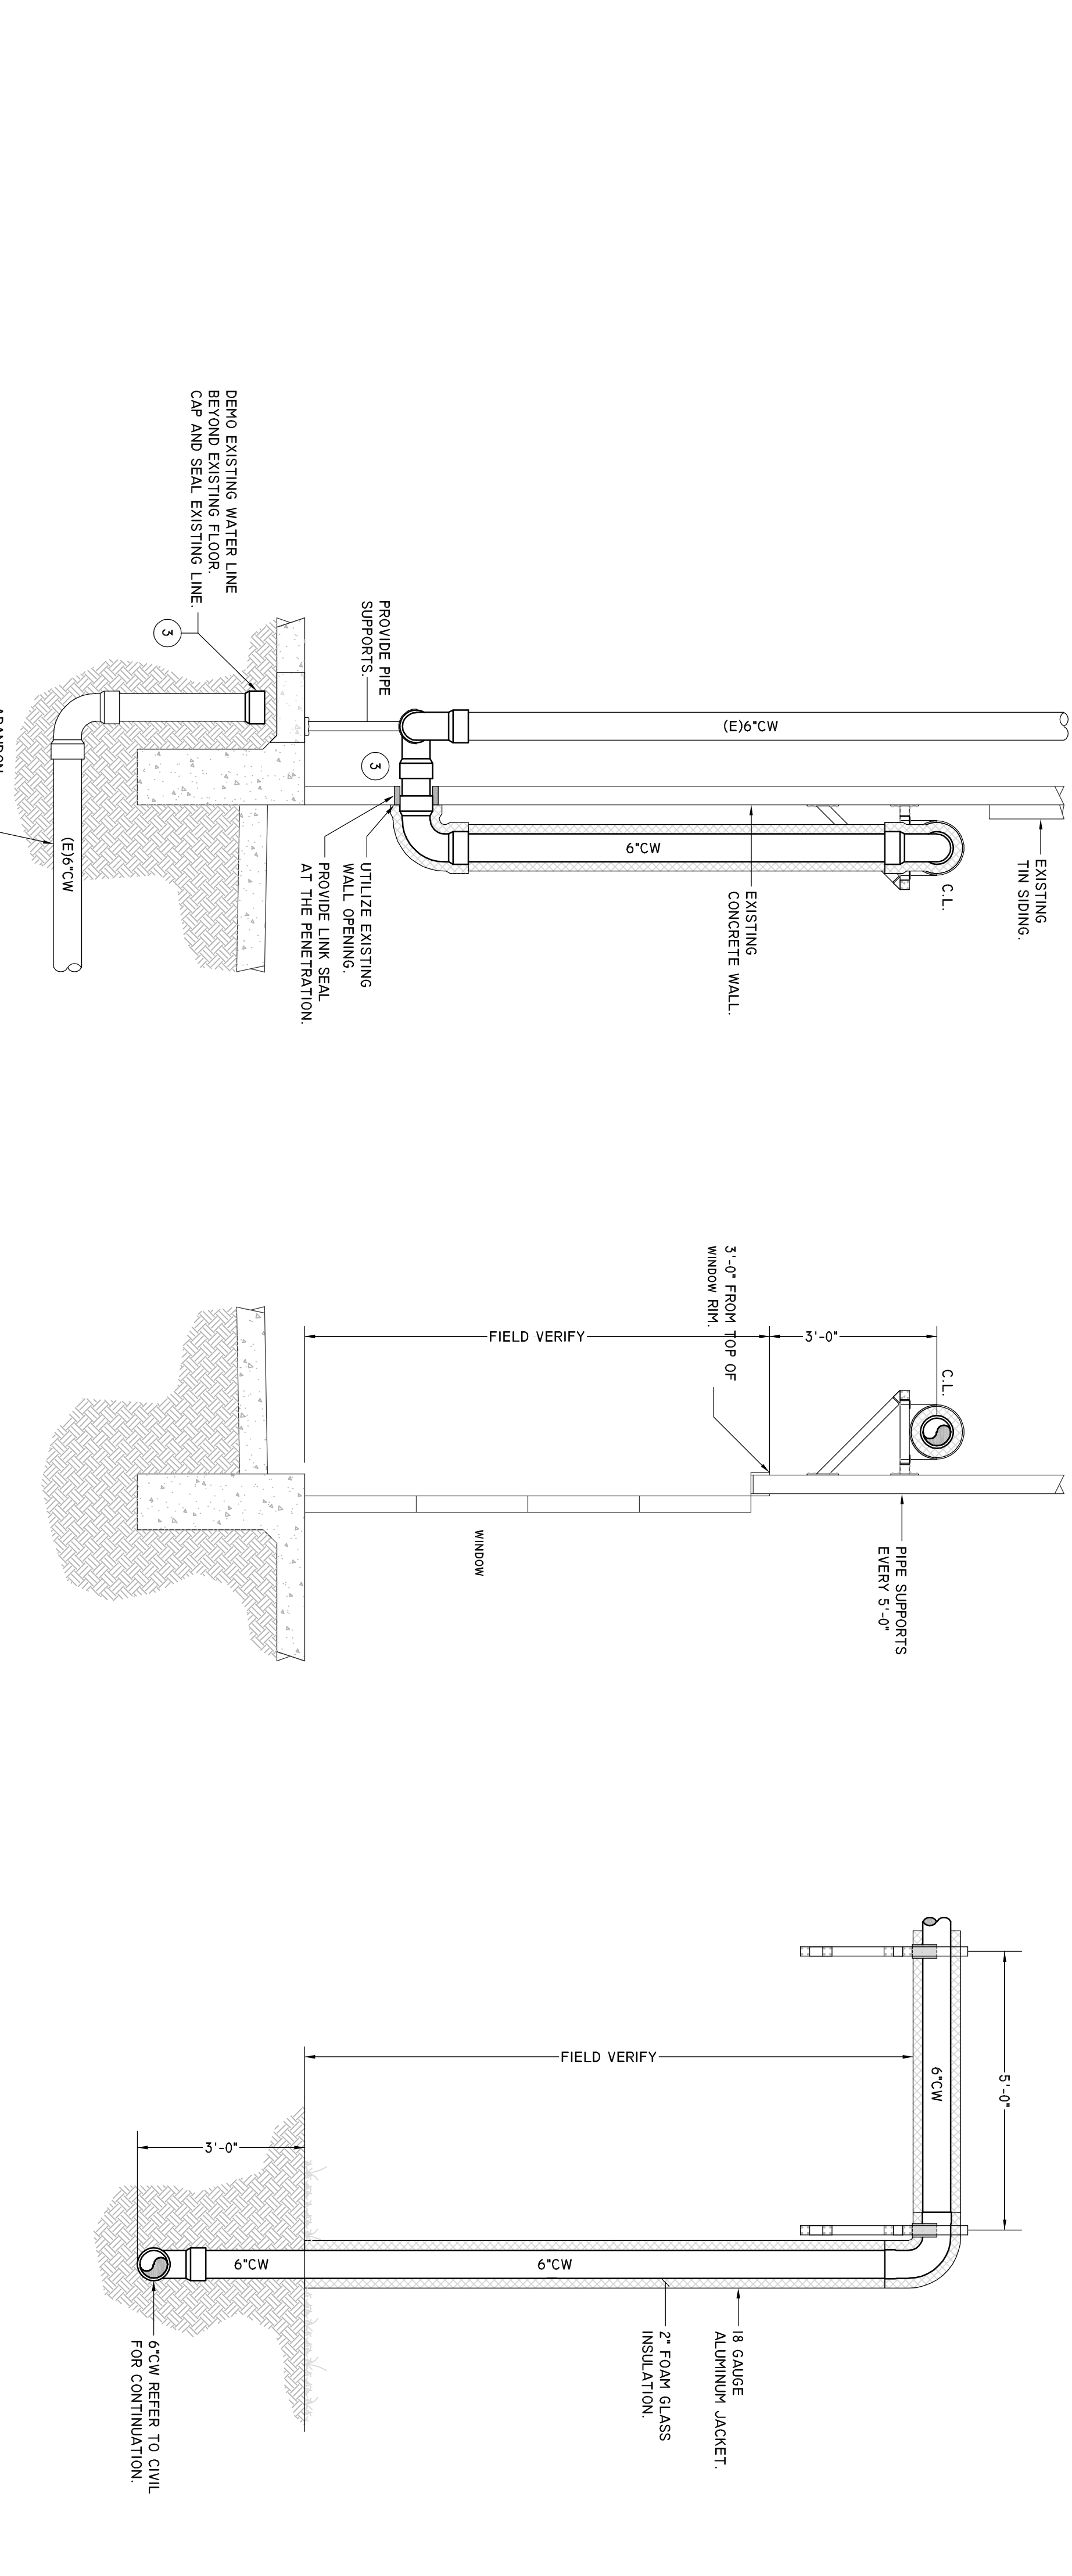 EXISTING
TIN SIDING.
C.L.
(E)6"CW
6"CW
EXISTING
CONCRETE WALL.
PROVIDE PIPE
SUPPORTS.
3
UTILIZE EXISTING
WALL OPENING.
PROVIDE LINK SEAL
AT THE PENETRATION.
DEMO EXISTING WATER LINE
BEYOND EXISTING FLOOR.
CAP AND SEAL EXISTING LINE.
3
(E)6"CW
C.L.
3'-0"
3'-0" FROM TOP OF
WINDOW RIM.
FIELD VERIFY
PIPE SUPPORTS
EVERY 5'-0"
WINDOW
5'-0"
6"CW
FIELD VERIFY
18 GAUGE
ALUMINUM JACKET.
2" FOAM GLASS
INSULATION.
6"CW
6"CW
3'-0"
6"CW REFER TO CIVIL
FOR CONTINUATION.